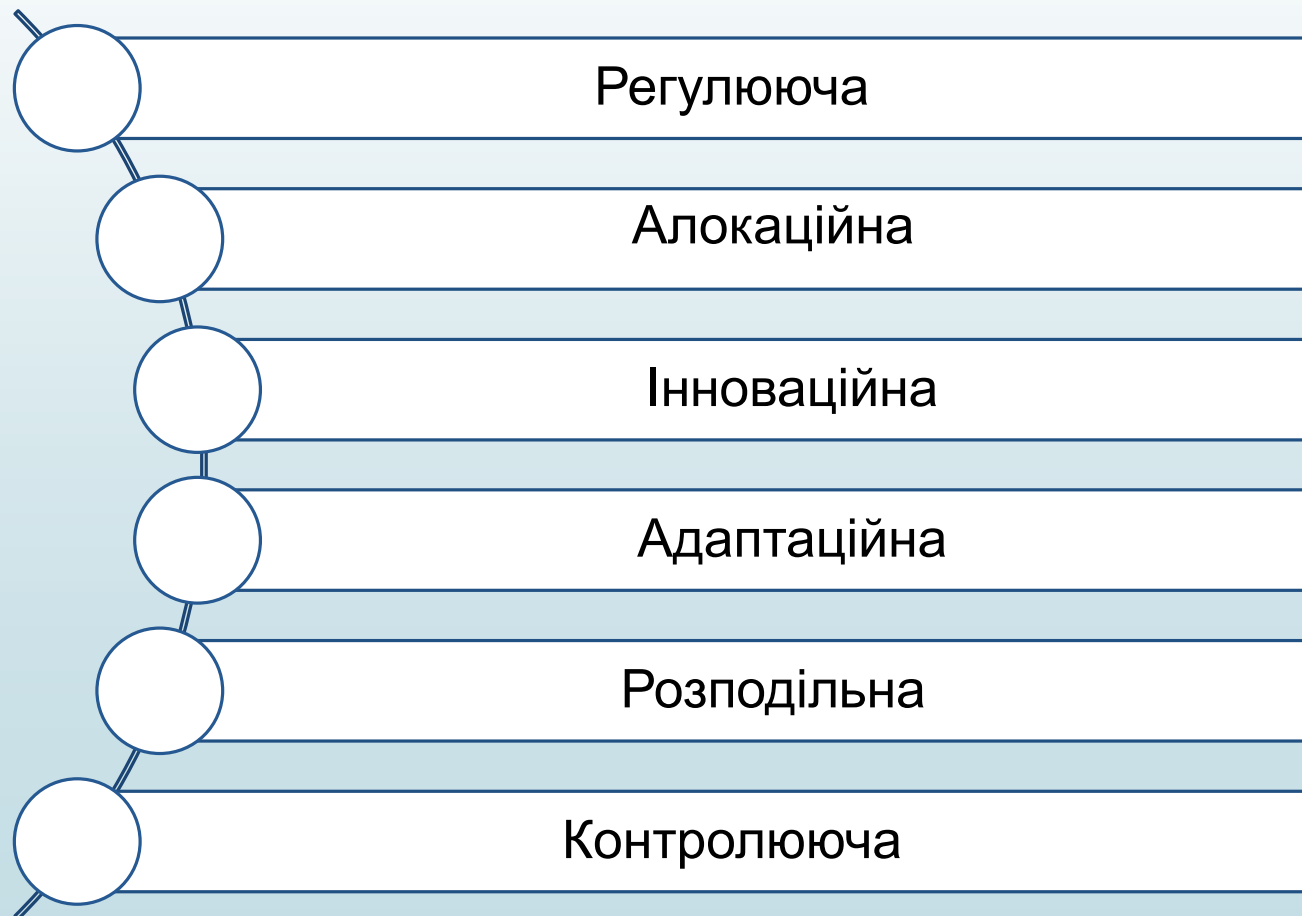 Регулююча
Алокаційна
Інноваційна
Адаптаційна
Розподільна
Контролююча